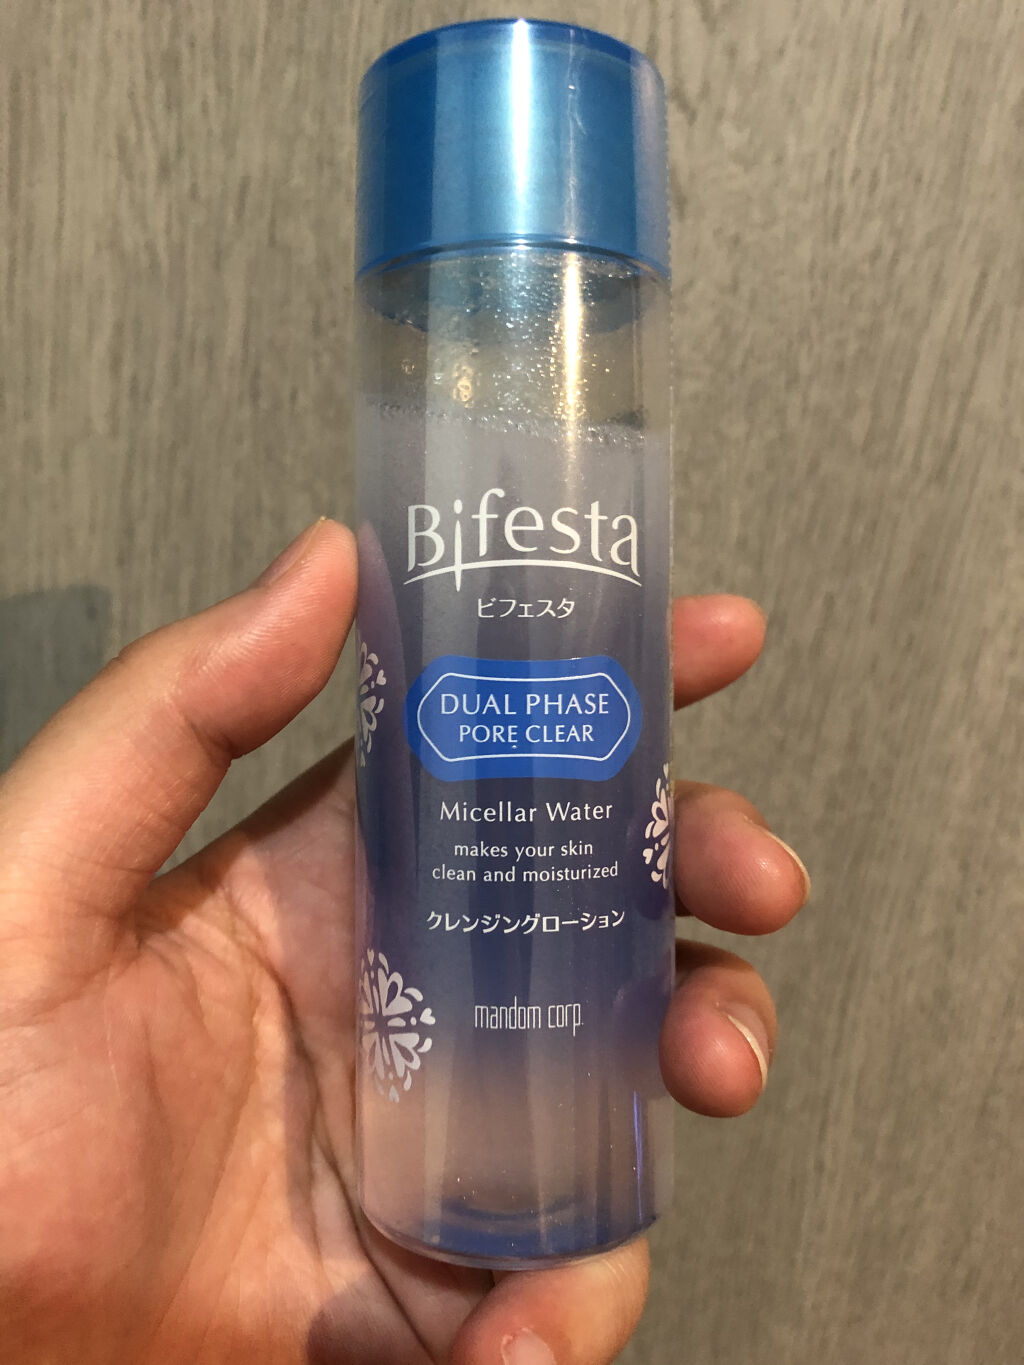 Bifesta
ビフェスタ
DUAL PHASE
PORE CLEAR
Micellar Water
makes your skin
clean and moisturized
クレンジングローション
mandom corp.